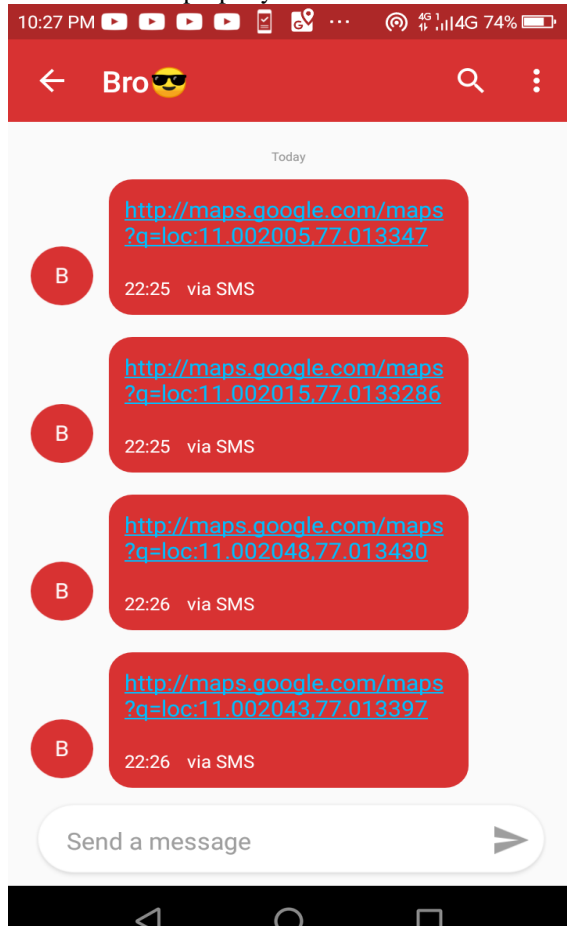 10:27 PM 4G 1 4G 74%
Bro😎
Today
http://maps.google.com/maps
?q=loc:11.002005,77.013347
B
22:25 via SMS
http://maps.google.com/maps
?q=loc:11.002015,77.0133286
B
22:25 via SMS
http://maps.google.com/maps
?q=loc:11.002048,77.013430
B
22:26 via SMS
http://maps.google.com/maps
?q=loc:11.002043,77.013397
B
22:26 via SMS
Send a message